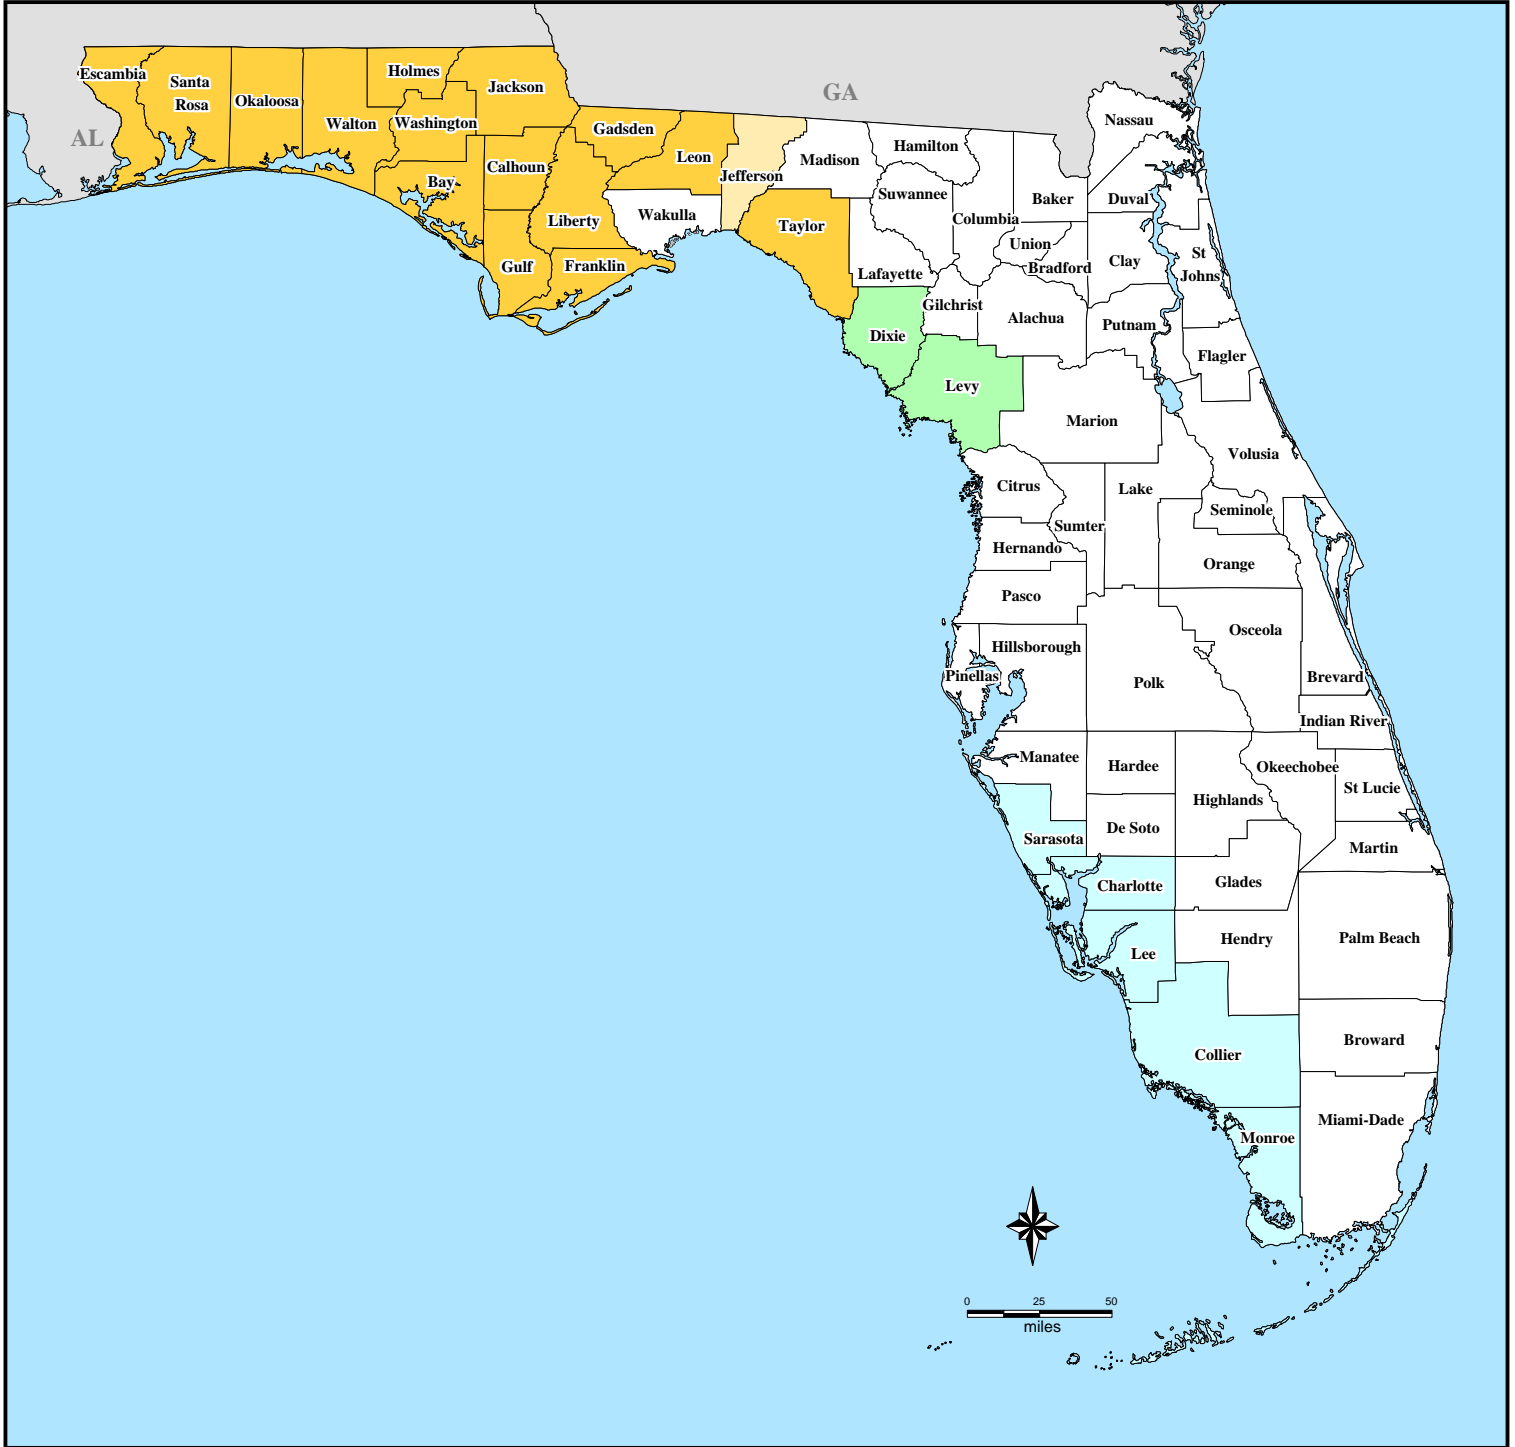 GA
AL
Escambia
Santa
Rosa
Okaloosa
Walton
Holmes
Washington
Jackson
Bay
Calhoun
Gulf
Liberty
Franklin
Gadsden
Leon
Wakulla
Jefferson
Madison
Taylor
Hamilton
Suwannee
Lafayette
Columbia
Baker
Nassau
Duval
Union
Bradford
Clay
St
Johns
Dixie
Gilchrist
Alachua
Putnam
Flagler
Levy
Marion
Volusia
Citrus
Sumter
Lake
Seminole
Hernando
Orange
Pasco
Osceola
Hillsborough
Pinellas
Polk
Brevard
Indian River
Manatee
Hardee
Okeechobee
St Lucie
Highlands
Sarasota
De Soto
Martin
Charlotte
Glades
Lee
Hendry
Palm Beach
Collier
Broward
Monroe
Miami-Dade
0 25 50
miles